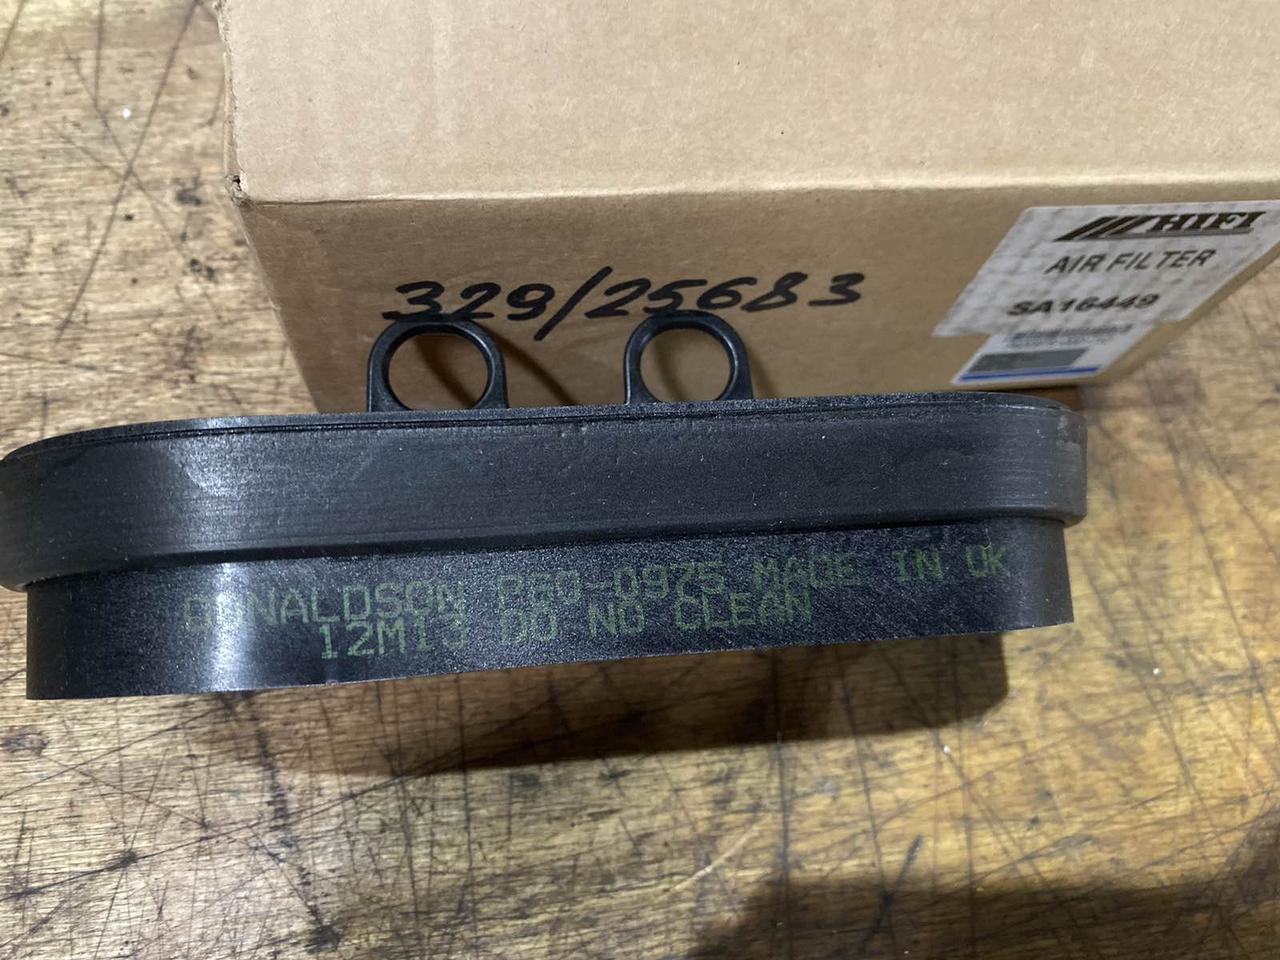 HIFI
AIR FILTER
SA16449
329/25683
DONALDSON P60-0975 MADE IN UK
12M13 DO NO CLEAN